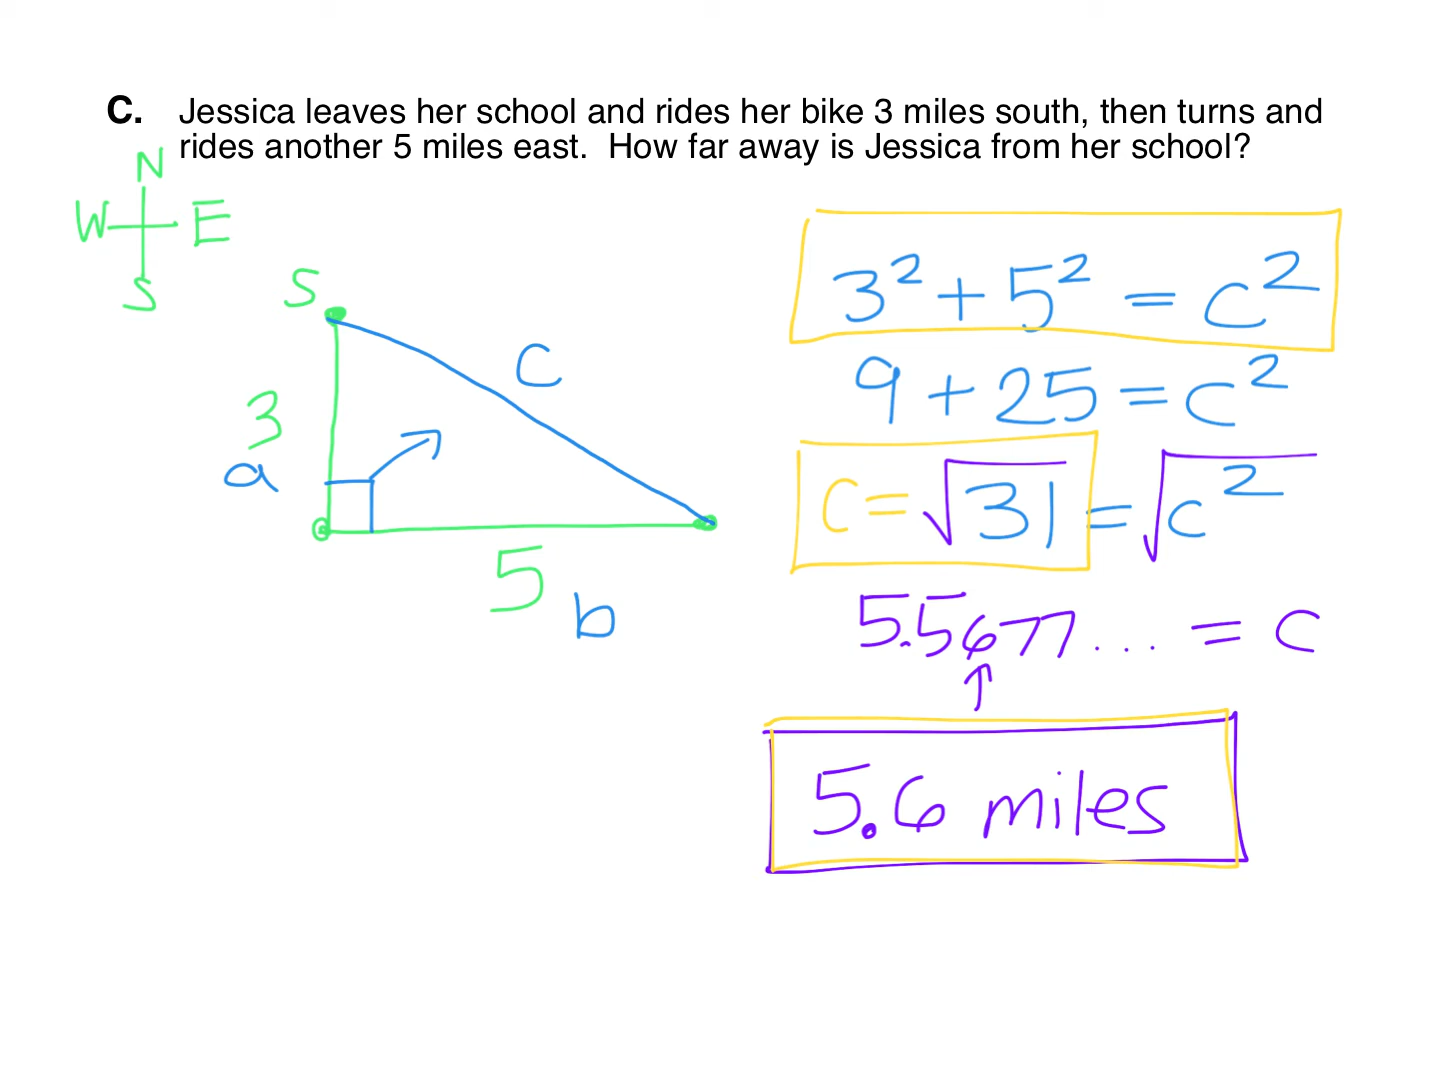 C. Jessica leaves her school and rides her bike 3 miles south, then turns and
rides another 5 miles east. How far away is Jessica from her school?
N
W E
S
S
3
a
C
5
b
3² + 5² = c²
9 + 25 = c²
c = √31 = √c²
5.5677... = c
↑
5.6 miles